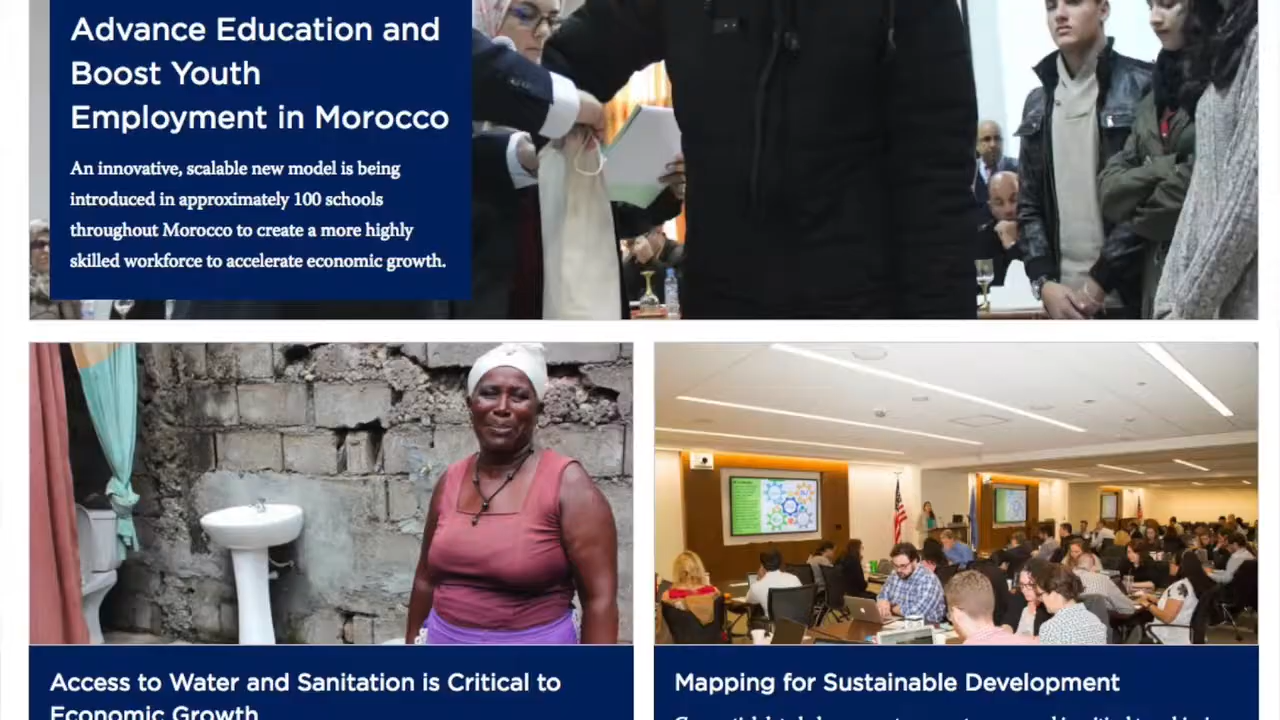 Advance Education and
Boost Youth
Employment in Morocco
An innovative, scalable new model is being
introduced in approximately 100 schools
throughout Morocco to create a more highly
skilled workforce to accelerate economic growth.
Access to Water and Sanitation is Critical to
Economic Growth
Mapping for Sustainable Development